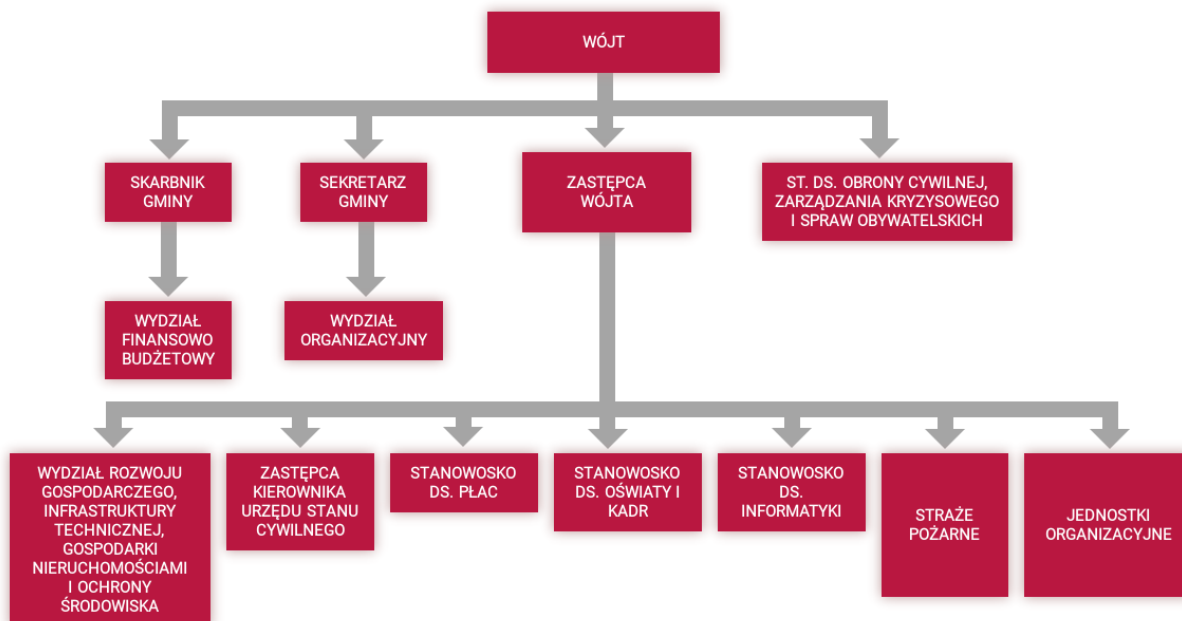 WÓJT
SKARBNIK
GMINY
SEKRETARZ
GMINY
ZASTĘPCA
WÓJTA
ST. DS. OBRONY CYWILNEJ,
ZARZĄDZANIA KRYZYSOWEGO
I SPRAW OBYWATELSKICH
WYDZIAŁ
FINANSOWO
BUDŻETOWY
WYDZIAŁ
ORGANIZACYJNY
WYDZIAŁ ROZWOJU
GOSPODARCZEGO,
INFRASTRUKTURY
TECHNICZNEJ,
GOSPODARKI
NIERUCHOMOŚCIAMI
I OCHRONY
ŚRODOWISKA
ZASTĘPCA
KIEROWNIKA
URZĘDU STANU
CYWILNEGO
STANOWOSKO
DS. PŁAC
STANOWOSKO
DS. OŚWIATY I
KADR
STANOWOSKO
DS.
INFORMATYKI
STRAŻE
POŻARNE
JEDNOSTKI
ORGANIZACYJNE